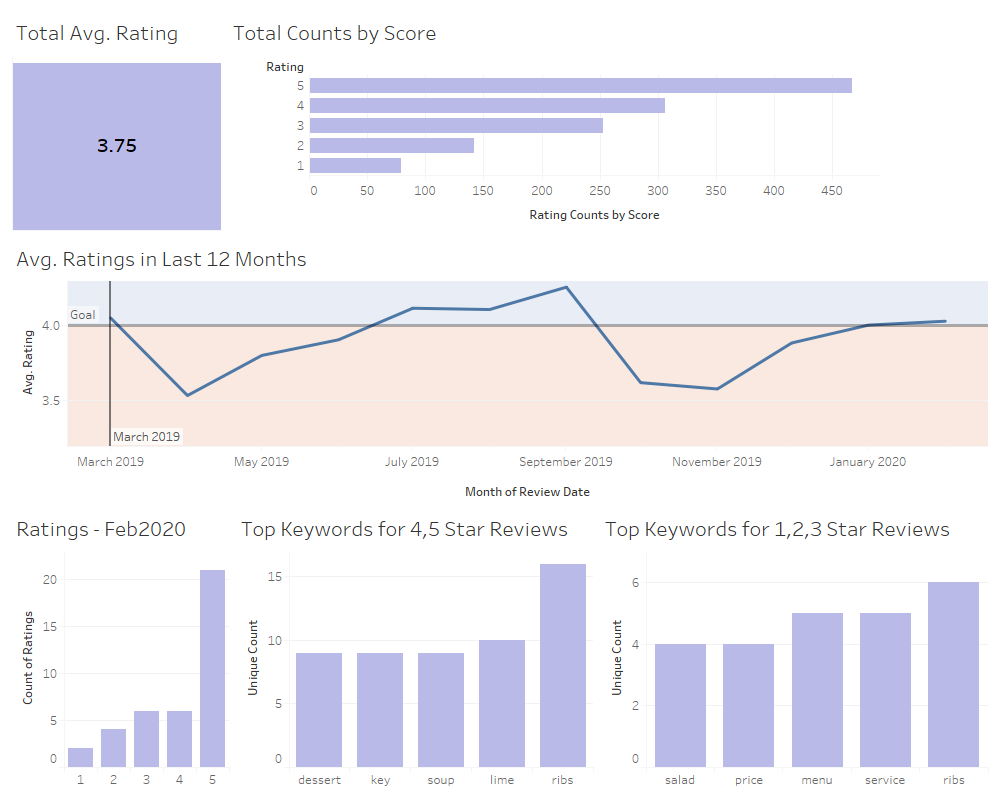 Total Avg. Rating
Total Counts by Score
3.75
Rating
5
4
3
2
1
0 50 100 150 200 250 300 350 400 450
Rating Counts by Score
Avg. Ratings in Last 12 Months
Avg. Rating
Goal
4.0
3.5
March 2019
March 2019 May 2019 July 2019 September 2019 November 2019 January 2020
Month of Review Date
Ratings - Feb2020
Count of Ratings
20
15
10
5
0
1 2 3 4 5
Top Keywords for 4,5 Star Reviews
Unique Count
15
10
5
0
dessert key soup lime ribs
Top Keywords for 1,2,3 Star Reviews
Unique Count
6
4
2
0
salad price menu service ribs